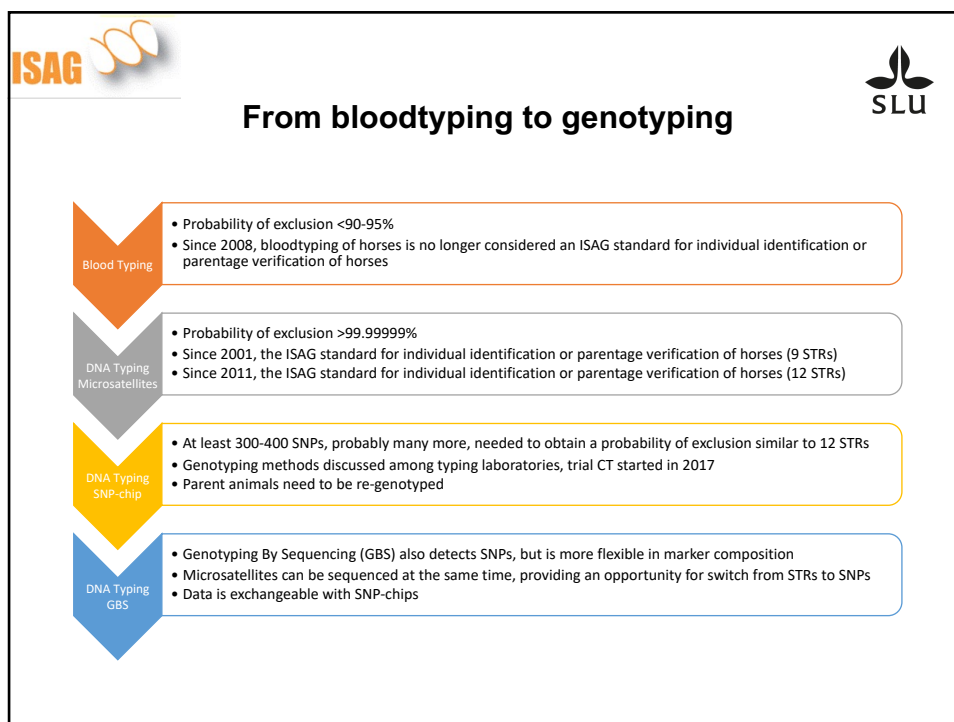 ISAG
SLU
From bloodtyping to genotyping
Blood Typing
• Probability of exclusion <90-95%
• Since 2008, bloodtyping of horses is no longer considered an ISAG standard for individual identification or
parentage verification of horses
DNA Typing
Microsatellites
• Probability of exclusion >99.99999%
• Since 2001, the ISAG standard for individual identification or parentage verification of horses (9 STRs)
• Since 2011, the ISAG standard for individual identification or parentage verification of horses (12 STRs)
DNA Typing
SNP-chip
• At least 300-400 SNPs, probably many more, needed to obtain a probability of exclusion similar to 12 STRs
• Genotyping methods discussed among typing laboratories, trial CT started in 2017
• Parent animals need to be re-genotyped
DNA Typing
GBS
• Genotyping By Sequencing (GBS) also detects SNPs, but is more flexible in marker composition
• Microsatellites can be sequenced at the same time, providing an opportunity for switch from STRs to SNPs
• Data is exchangeable with SNP-chips